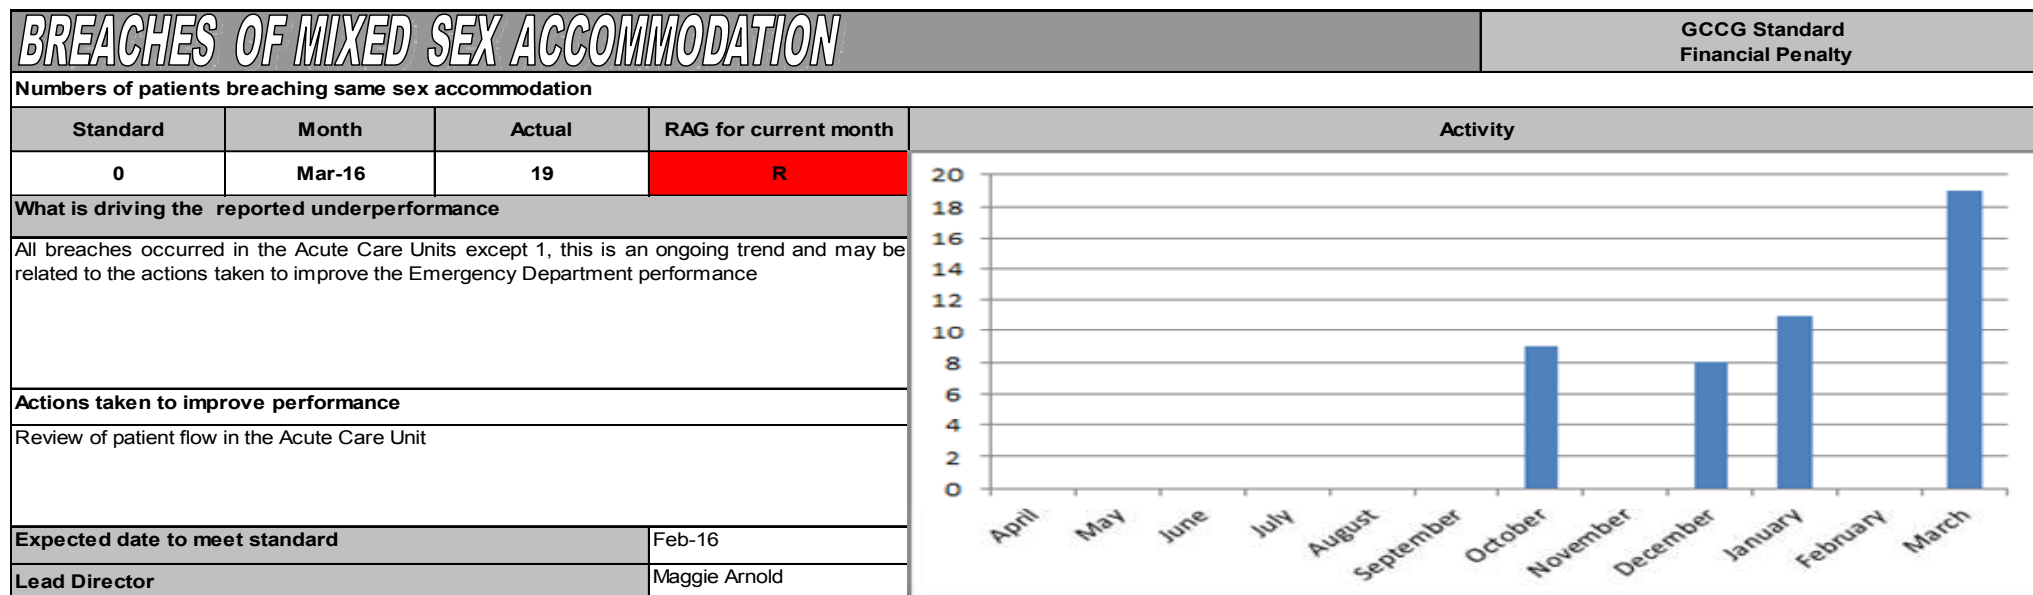 BREACHES OF MIXED SEX ACCOMMODATION
GCCG Standard
Financial Penalty
Numbers of patients breaching same sex accommodation
Standard
Month
Actual
RAG for current month
Activity
0
Mar-16
19
R
What is driving the reported underperformance
All breaches occurred in the Acute Care Units except 1, this is an ongoing trend and may be
related to the actions taken to improve the Emergency Department performance
Actions taken to improve performance
Review of patient flow in the Acute Care Unit
Expected date to meet standard
Feb-16
Lead Director
Maggie Arnold
20
18
16
14
12
10
8
6
4
2
0
April
May
June
July
August
September
October
November
December
January
February
March